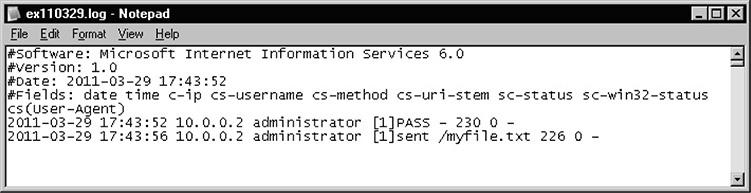 ex110329.log - Notepad
File Edit Format View Help
#Software: Microsoft Internet Information Services 6.0
#Version: 1.0
#Date: 2011-03-29 17:43:52
#Fields: date time c-ip cs-username cs-method cs-uri-stem sc-status sc-win32-status
cs(User-Agent)
2011-03-29 17:43:52 10.0.0.2 administrator [1]PASS - 230 0 -
2011-03-29 17:43:56 10.0.0.2 administrator [1]sent /myfile.txt 226 0 -